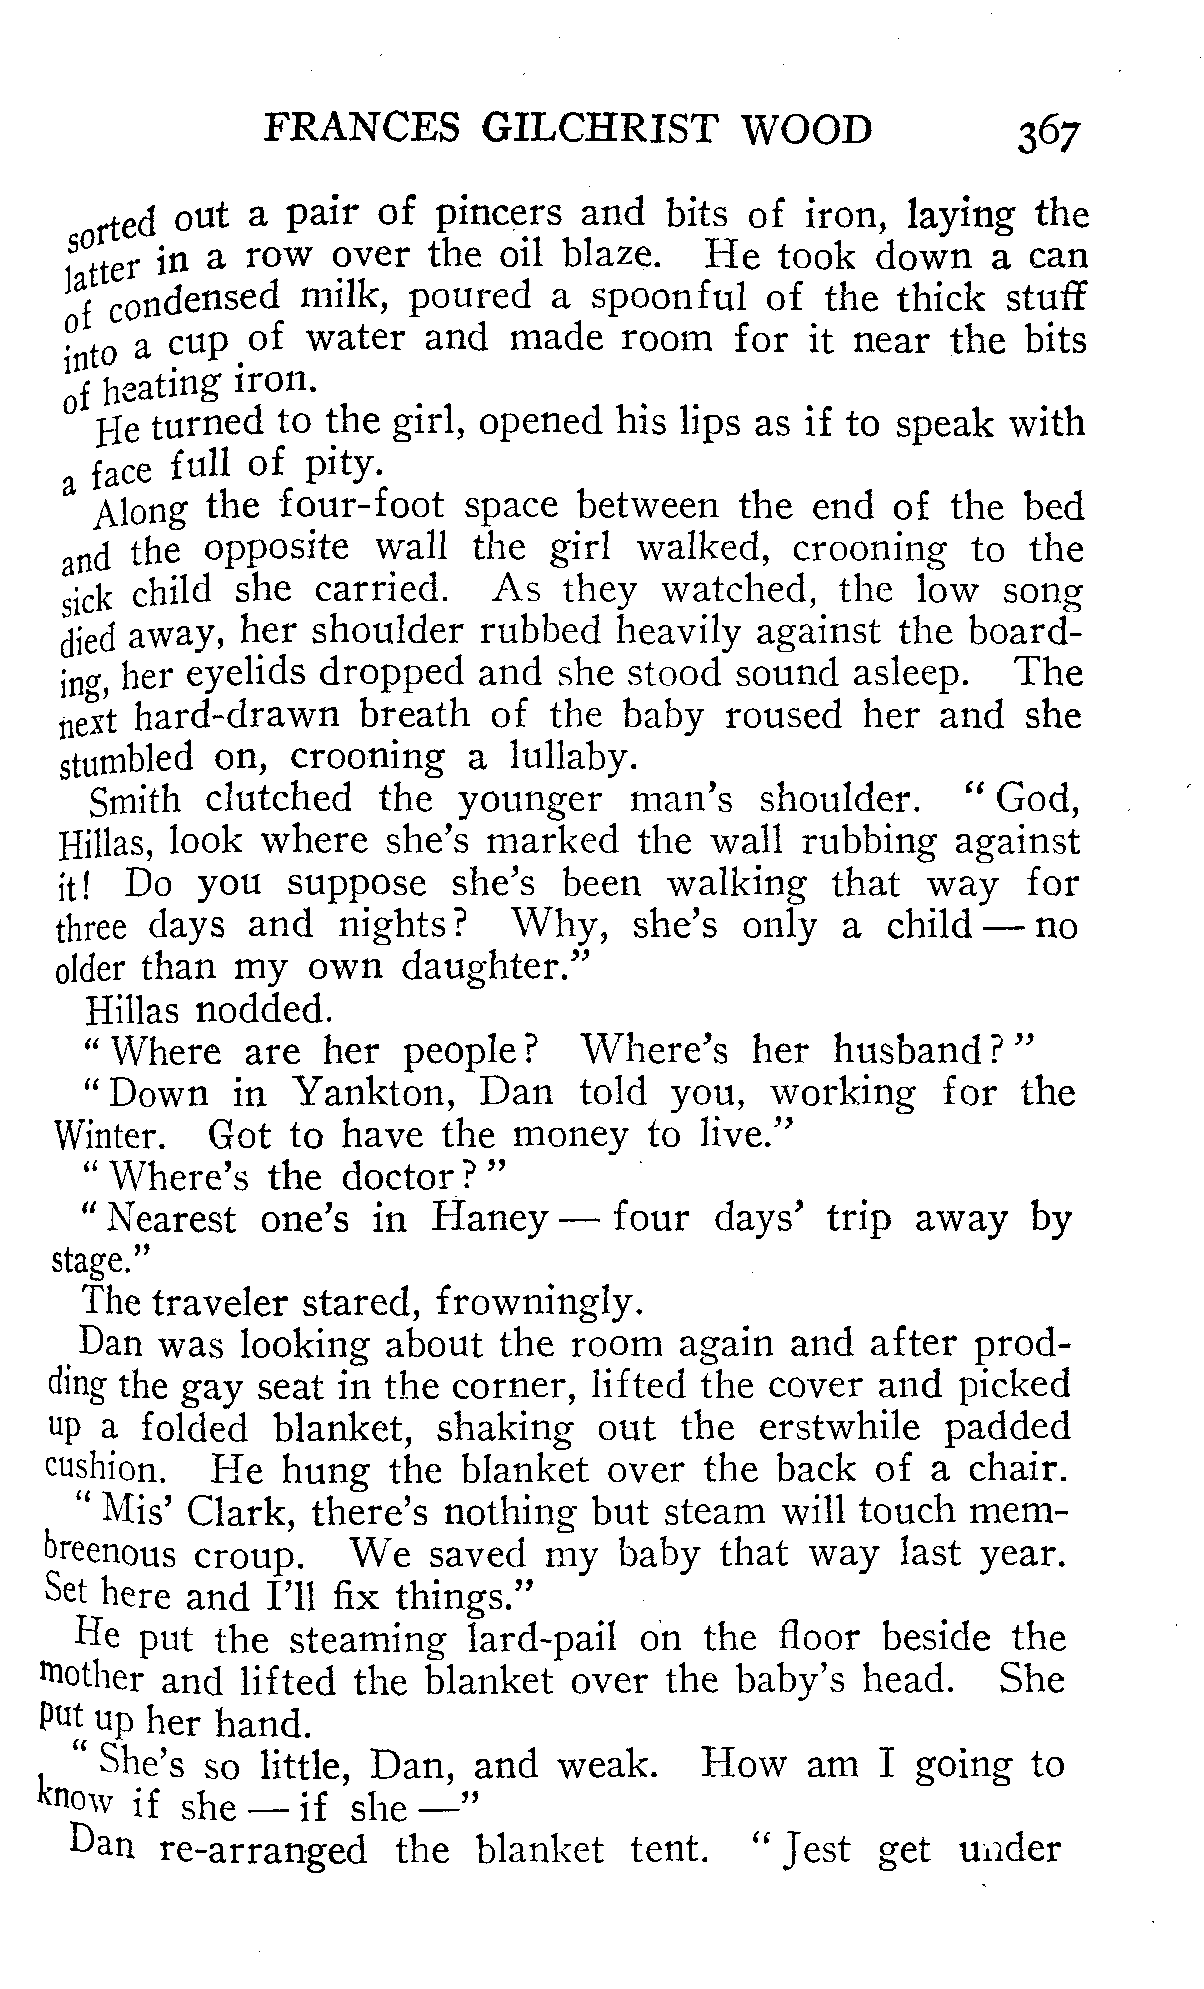 FRANCES GILCHRIST WOOD 367
sorted out a pair of pincers and bits of iron, laying the
latter in a row over the oil blaze. He took down a can
of condensed milk, poured a spoonful of the thick stuff
into a cup of water and made room for it near the bits
of heating iron.
He turned to the girl, opened his lips as if to speak with
a face full of pity.
Along the four-foot space between the end of the bed
and the opposite wall the girl walked, crooning to the
sick child she carried. As they watched, the low song
died away, her shoulder rubbed heavily against the board-
ing, her eyelids dropped and she stood sound asleep. The
next hard-drawn breath of the baby roused her and she
stumbled on, crooning a lullaby.
Smith clutched the younger man's shoulder. "God,
Hillas, look where she's marked the wall rubbing against
it! Do you suppose she's been walking that way for
three days and nights? Why, she's only a child — no
older than my own daughter."
Hillas nodded.
"Where are her people? Where's her husband?"
"Down in Yankton, Dan told you, working for the
Winter. Got to have the money to live."
"Where's the doctor?"
"Nearest one's in Haney — four days' trip away by
stage."
The traveler stared, frowningly.
Dan was looking about the room again and after prod-
ding the gay seat in the corner, lifted the cover and picked
up a folded blanket, shaking out the erstwhile padded
cushion. He hung the blanket over the back of a chair.
"Mis' Clark, there's nothing but steam will touch mem-
breenous croup. We saved my baby that way last year.
Set here and I'll fix things."
He put the steaming lard-pail on the floor beside the
mother and lifted the blanket over the baby's head. She
put up her hand.
"She's so little, Dan, and weak. How am I going to
know if she — if she —"
Dan re-arranged the blanket tent. "Jest get under